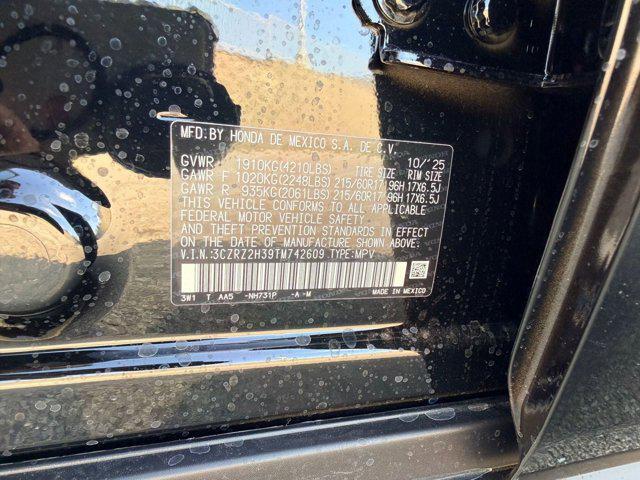 MFD. BY HONDA DE MEXICO S.A. DE C.V.
10/'25
GVWR 1910KG(4210LBS) TIRE SIZE RIM SIZE
GAWR F 1020KG(2248LBS) 215/60R17 96H 17X6.5J
GAWR R 935KG(2061LBS) 215/60R17 96H 17X6.5J
THIS VEHICLE CONFORMS TO ALL APPLICABLE
FEDERAL MOTOR VEHICLE SAFETY
AND THEFT PREVENTION STANDARDS IN EFFECT
ON THE DATE OF MANUFACTURE SHOWN ABOVE.
V.I.N.:3CZRZ2H39TM742609 TYPE:MPV
3W1 T AA5 -NH731P -A -M MADE IN MEXICO